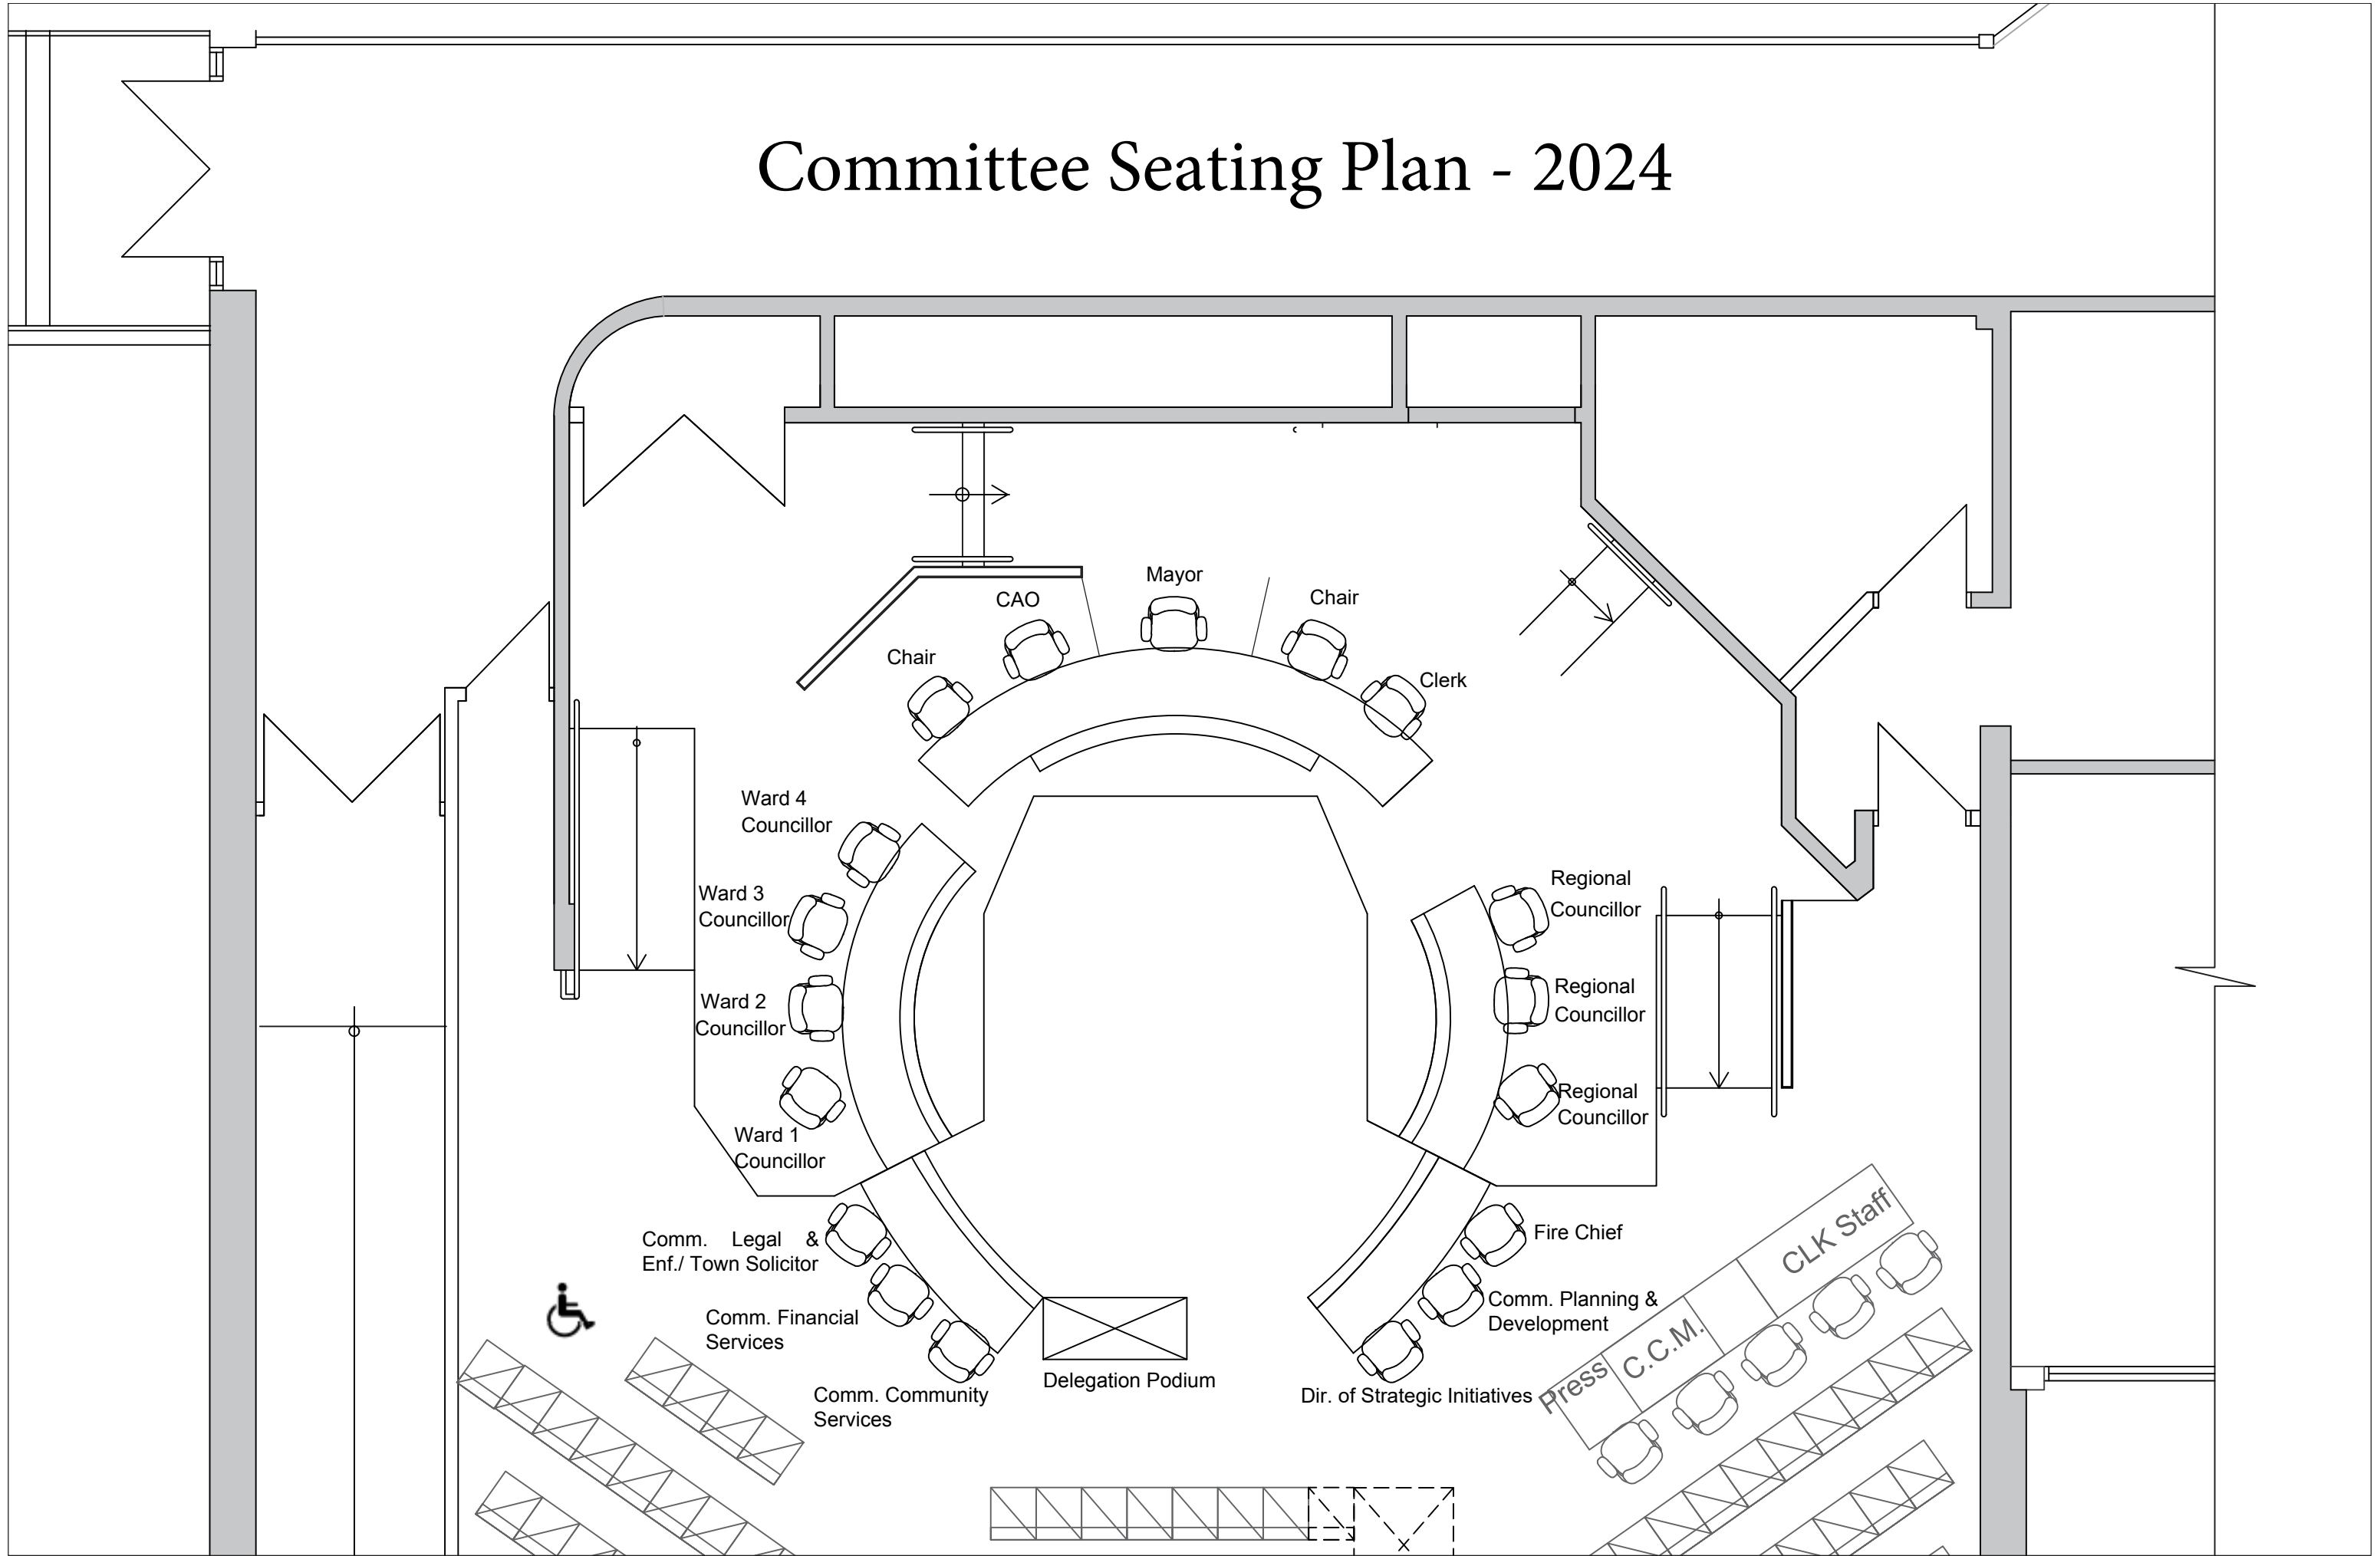 Committee Seating Plan - 2024
Mayor
CAO
Chair
Chair
Clerk
Ward 4
Councillor
Ward 3
Councillor
Ward 2
Councillor
Ward 1
Councillor
Regional
Councillor
Regional
Councillor
Regional
Councillor
Comm. Legal &
Enf./ Town Solicitor
Comm. Financial
Services
Comm. Community
Services
Delegation Podium
Fire Chief
Comm. Planning &
Development
Dir. of Strategic Initiatives
Press
C.C.M.
CLK Staff